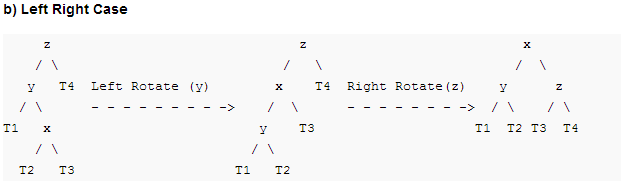 b) Left Right Case
     z                               z                           x
    / \                            /   \                        /  \
   y   T4  Left Rotate (y)        x    T4  Right Rotate(z)    y      z
  / \      - - - - - - - - ->    /  \      - - - - - - - ->  / \    / \
T1   x                          y    T3                    T1  T2 T3  T4
    / \                        / \
  T2   T3                    T1   T2